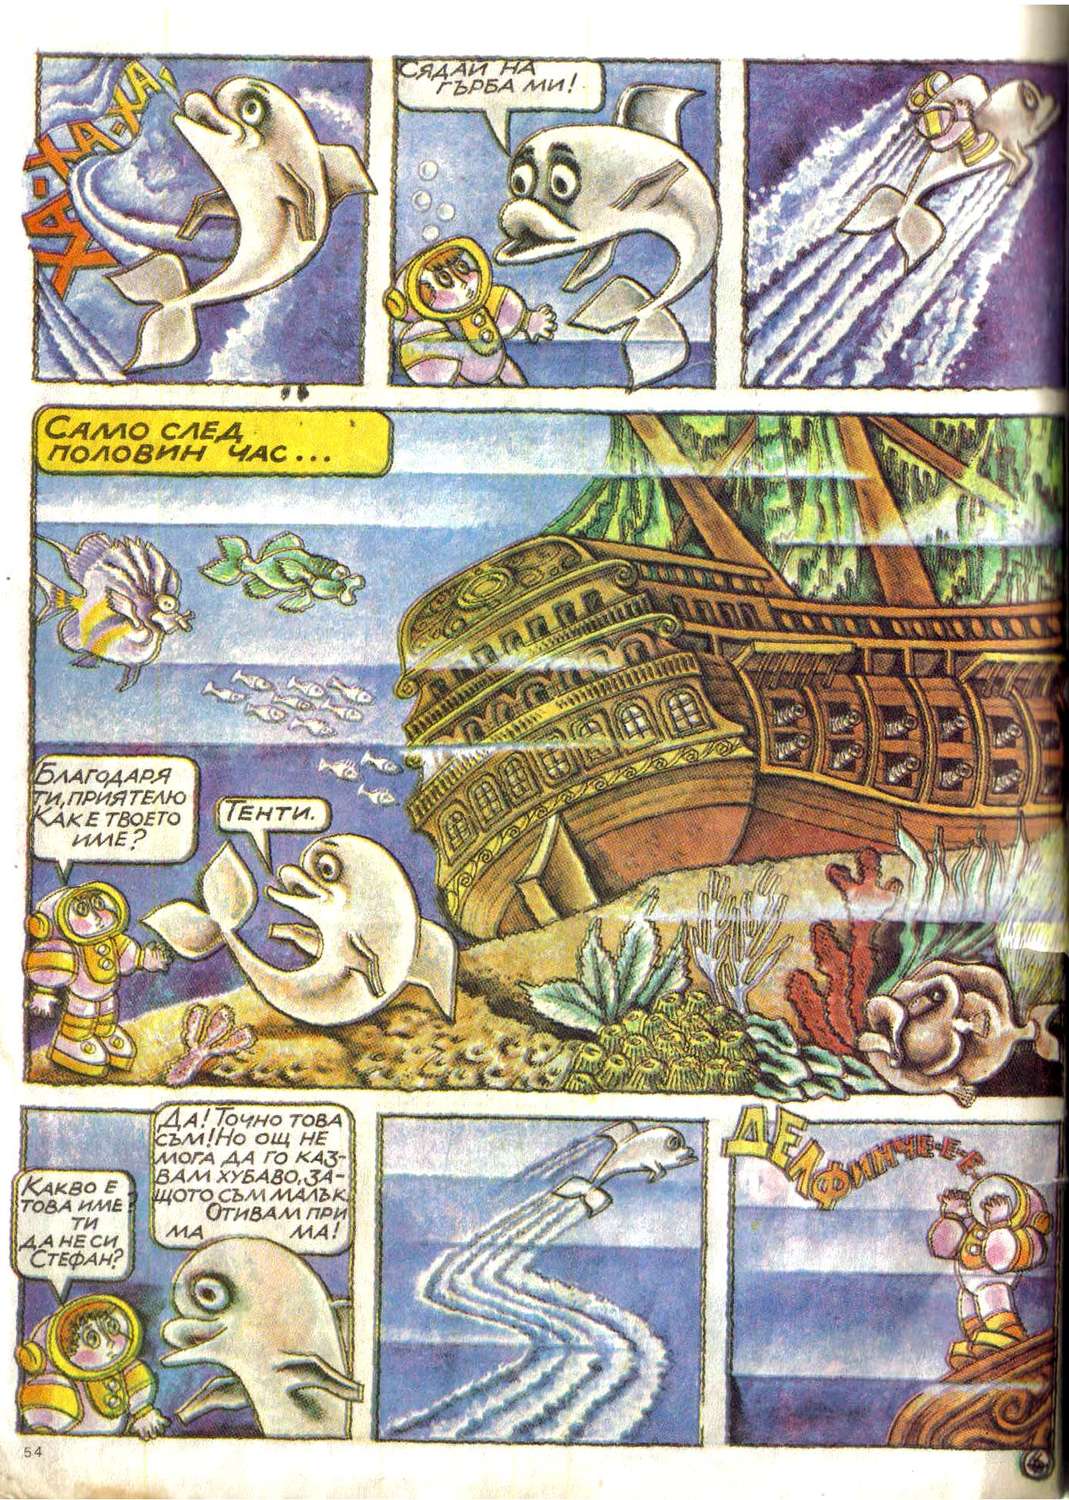 ХА-ХА-ХА!
СЯДАЙ НА
ГЪРБА МИ!
САМО СЛЕД
ПОЛОВИН ЧАС...
БЛАГОДАРЯ
ТИ, ПРИЯТЕЛЮ
КАК Е ТВОЕТО
ИМЕ?
ТЕНТИ.
КАКВО Е
ТОВА ИМЕ?
ТИ
ДА НЕ СИ
СТЕФАН?
ДА! ТОЧНО ТОВА
СЪМ! НО ОЩ НЕ
МОГА ДА ГО КАЗ-
ВАМ ХУБАВО, ЗА-
ЩОТО СЪМ МАЛЪК.
ОТИВАМ ПРИ
МА МА!
ДЕЛФИНЧЕ-Е-Е
54